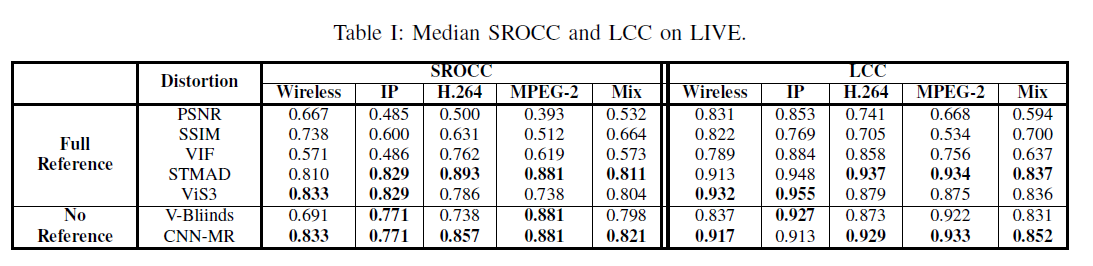 Table I: Median SROCC and LCC on LIVE.
Distortion SROCC LCC
Wireless IP H.264 MPEG-2 Mix Wireless IP H.264 MPEG-2 Mix
Full Reference
PSNR 0.667 0.485 0.500 0.393 0.532 0.831 0.853 0.741 0.668 0.594
SSIM 0.738 0.600 0.631 0.512 0.664 0.822 0.769 0.705 0.534 0.700
VIF 0.571 0.486 0.762 0.619 0.573 0.789 0.884 0.858 0.756 0.637
STMAD 0.810 0.829 0.893 0.881 0.811 0.913 0.948 0.937 0.934 0.837
ViS3 0.833 0.829 0.786 0.738 0.804 0.932 0.955 0.879 0.875 0.836
No V-Bliinds 0.691 0.771 0.738 0.881 0.798 0.837 0.927 0.873 0.922 0.831
Reference CNN-MR 0.833 0.771 0.857 0.881 0.821 0.917 0.913 0.929 0.933 0.852